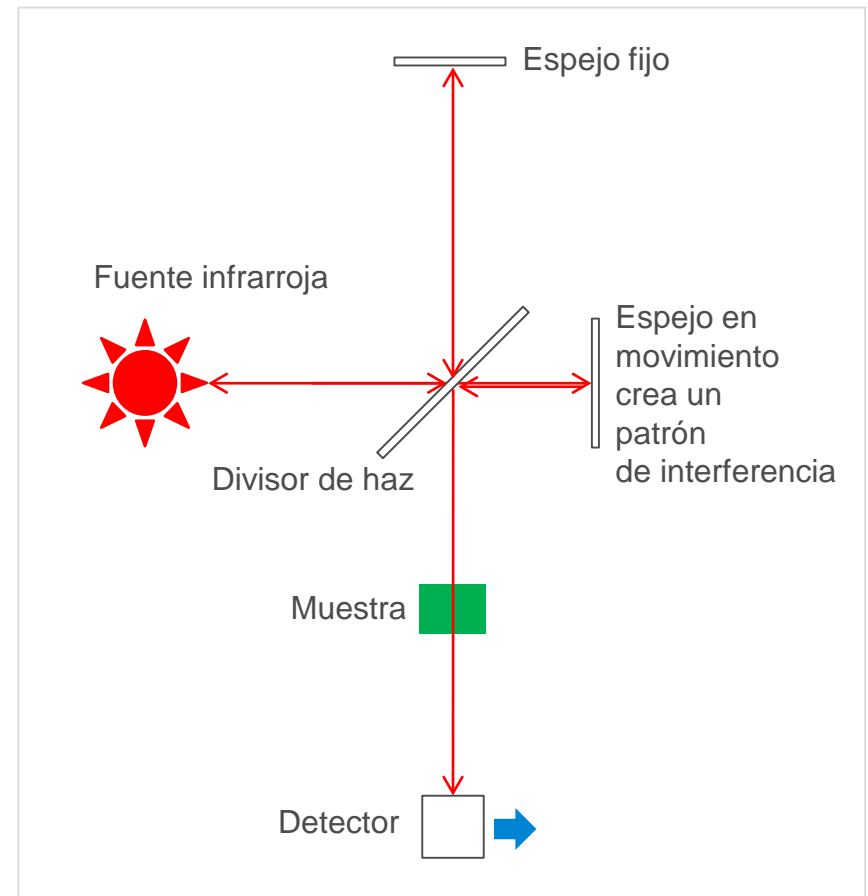 Espejo fijo
Fuente infrarroja
Espejo en
movimiento
crea un
patrón
de interferencia
Divisor de haz
Muestra
Detector